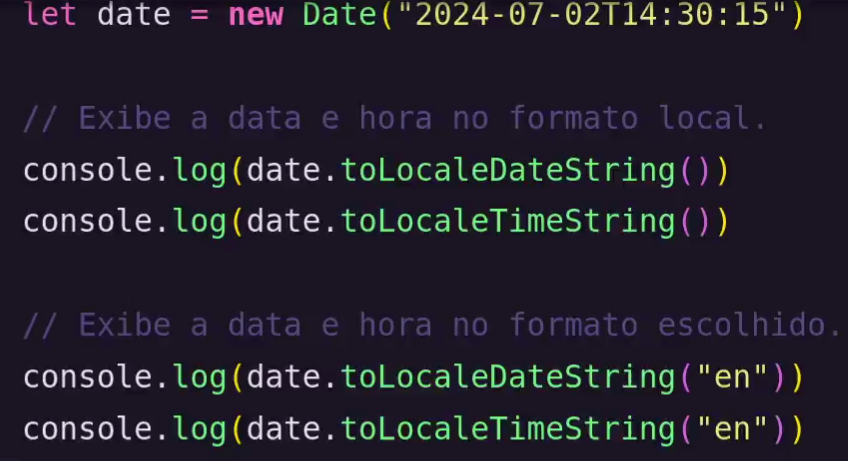 let date = new Date("2024-07-02T14:30:15")
// Exibe a data e hora no formato local.
console.log(date.toLocaleDateString())
console.log(date.toLocaleTimeString())
// Exibe a data e hora no formato escolhido.
console.log(date.toLocaleDateString("en"))
console.log(date.toLocaleTimeString("en"))